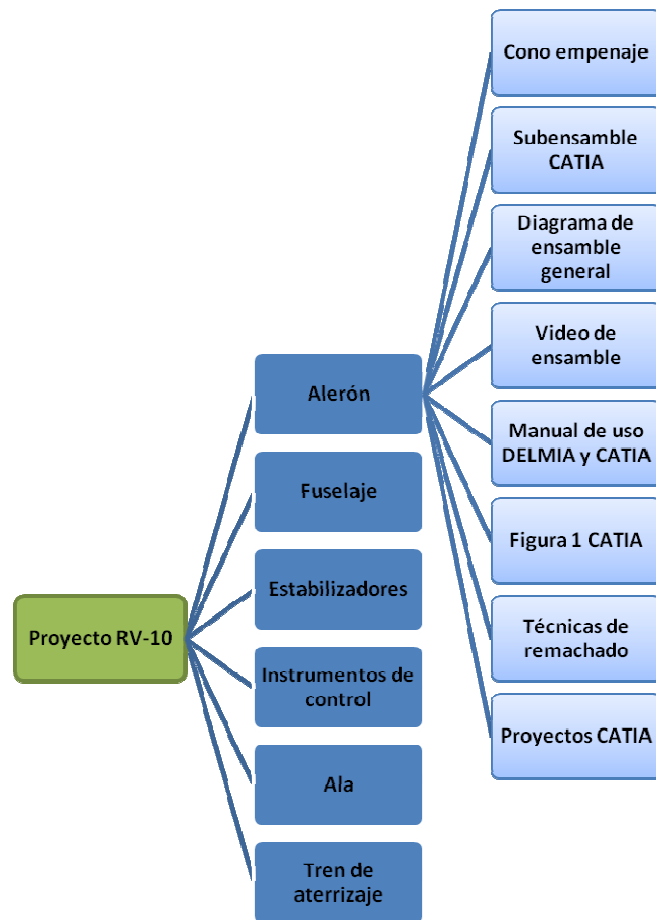 Cono empenaje
Subensamble
CATIA
Diagrama de
ensamble
general
Video de
ensamble
Manual de uso
DELMIA y CATIA
Figura 1 CATIA
Técnicas de
remachado
Proyectos CATIA
Alerón
Fuselaje
Estabilizadores
Instrumentos de
control
Ala
Tren de
aterrizaje
Proyecto RV-10